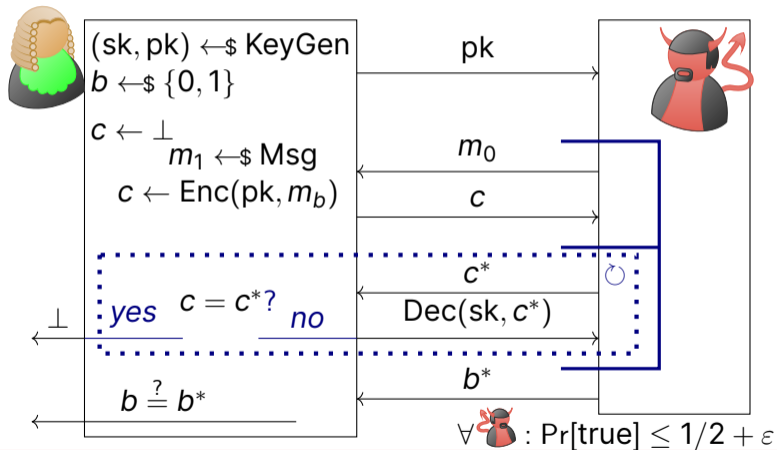 (sk, pk) ←$ KeyGen
pk
b ←$ {0, 1}
c ← ⊥
m₁ ←$ Msg
m₀
c ← Enc(pk, m_b)
c
c*
c = c*?
yes
no
Dec(sk, c*)
⊥
b*
b ≟ b*
∀ : Pr[true] ≤ 1/2 + ε